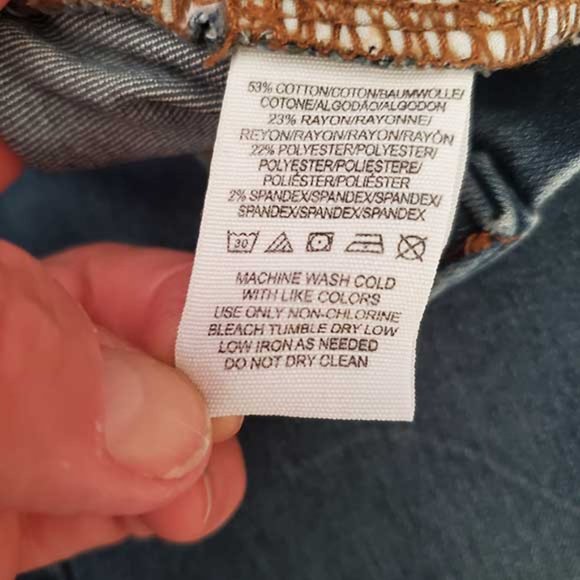 53% COTTON/COTON/BAUMWOLLE/
COTONE/ALGODÃO/ALGODON
23% RAYON/RAYONNE/
REYON/RAYON/RAYON/RAYÓN
22% POLYESTER/POLYESTER/
POLYESTER/POLIESTERE/
POLIÉSTER/POLIÉSTER
2% SPANDEX/SPANDEX/SPANDEX/
SPANDEX/SPANDEX/SPANDEX
30
MACHINE WASH COLD
WITH LIKE COLORS
USE ONLY NON-CHLORINE
BLEACH TUMBLE DRY LOW
LOW IRON AS NEEDED
DO NOT DRY CLEAN